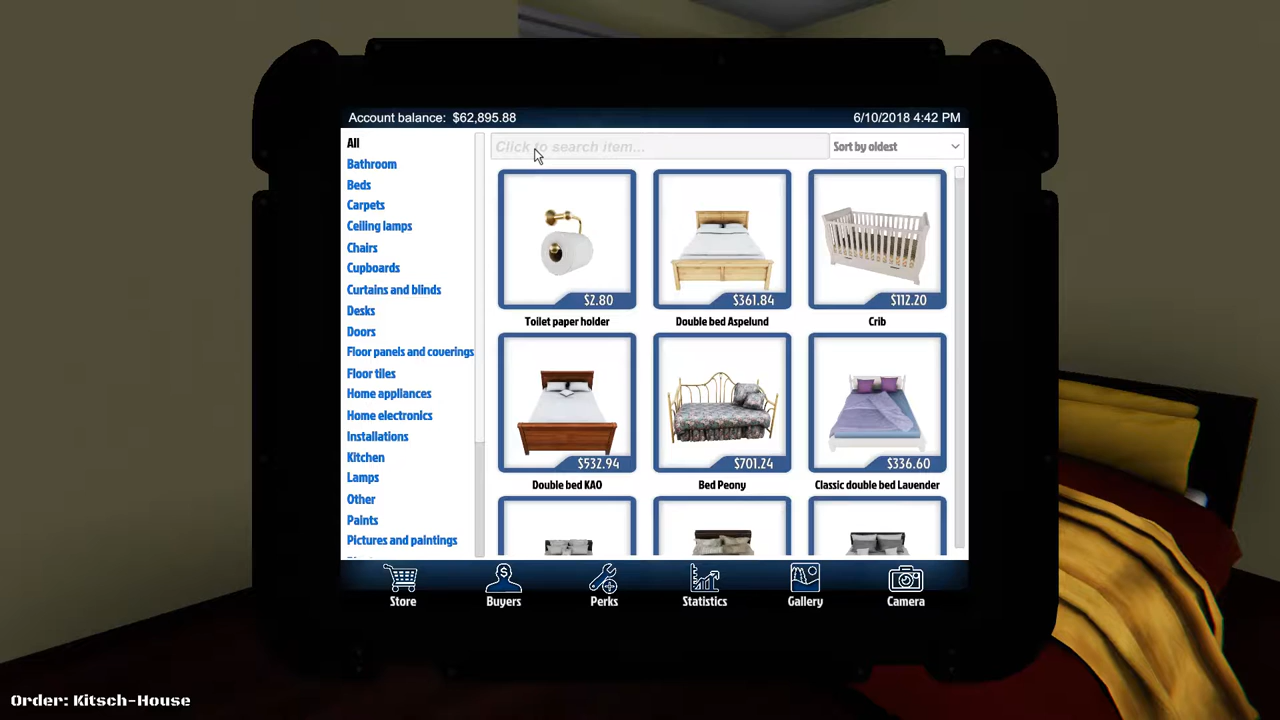 Account balance: $62,895.88
6/10/2018 4:42 PM
All
Bathroom
Beds
Carpets
Ceiling lamps
Chairs
Cupboards
Curtains and blinds
Desks
Doors
Floor panels and coverings
Floor tiles
Home appliances
Home electronics
Installations
Kitchen
Lamps
Other
Paints
Pictures and paintings
Click to search item...
Sort by oldest
$2.80
$361.84
$112.20
Toilet paper holder
Double bed Aspelund
Crib
$532.94
$701.24
$336.60
Double bed KAO
Bed Peony
Classic double bed Lavender
Store
Buyers
Perks
Statistics
Gallery
Camera
Order: Kitsch-House